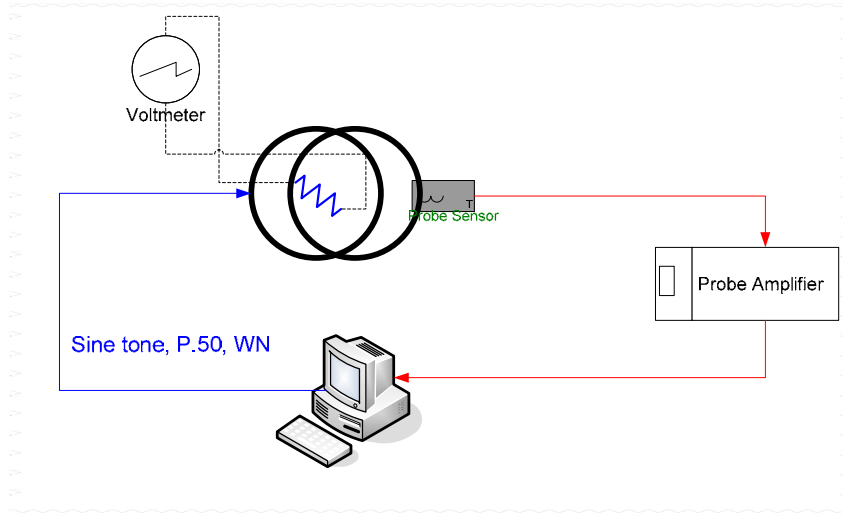 Voltmeter
T
Probe Sensor
Probe Amplifier
Sine tone, P.50, WN